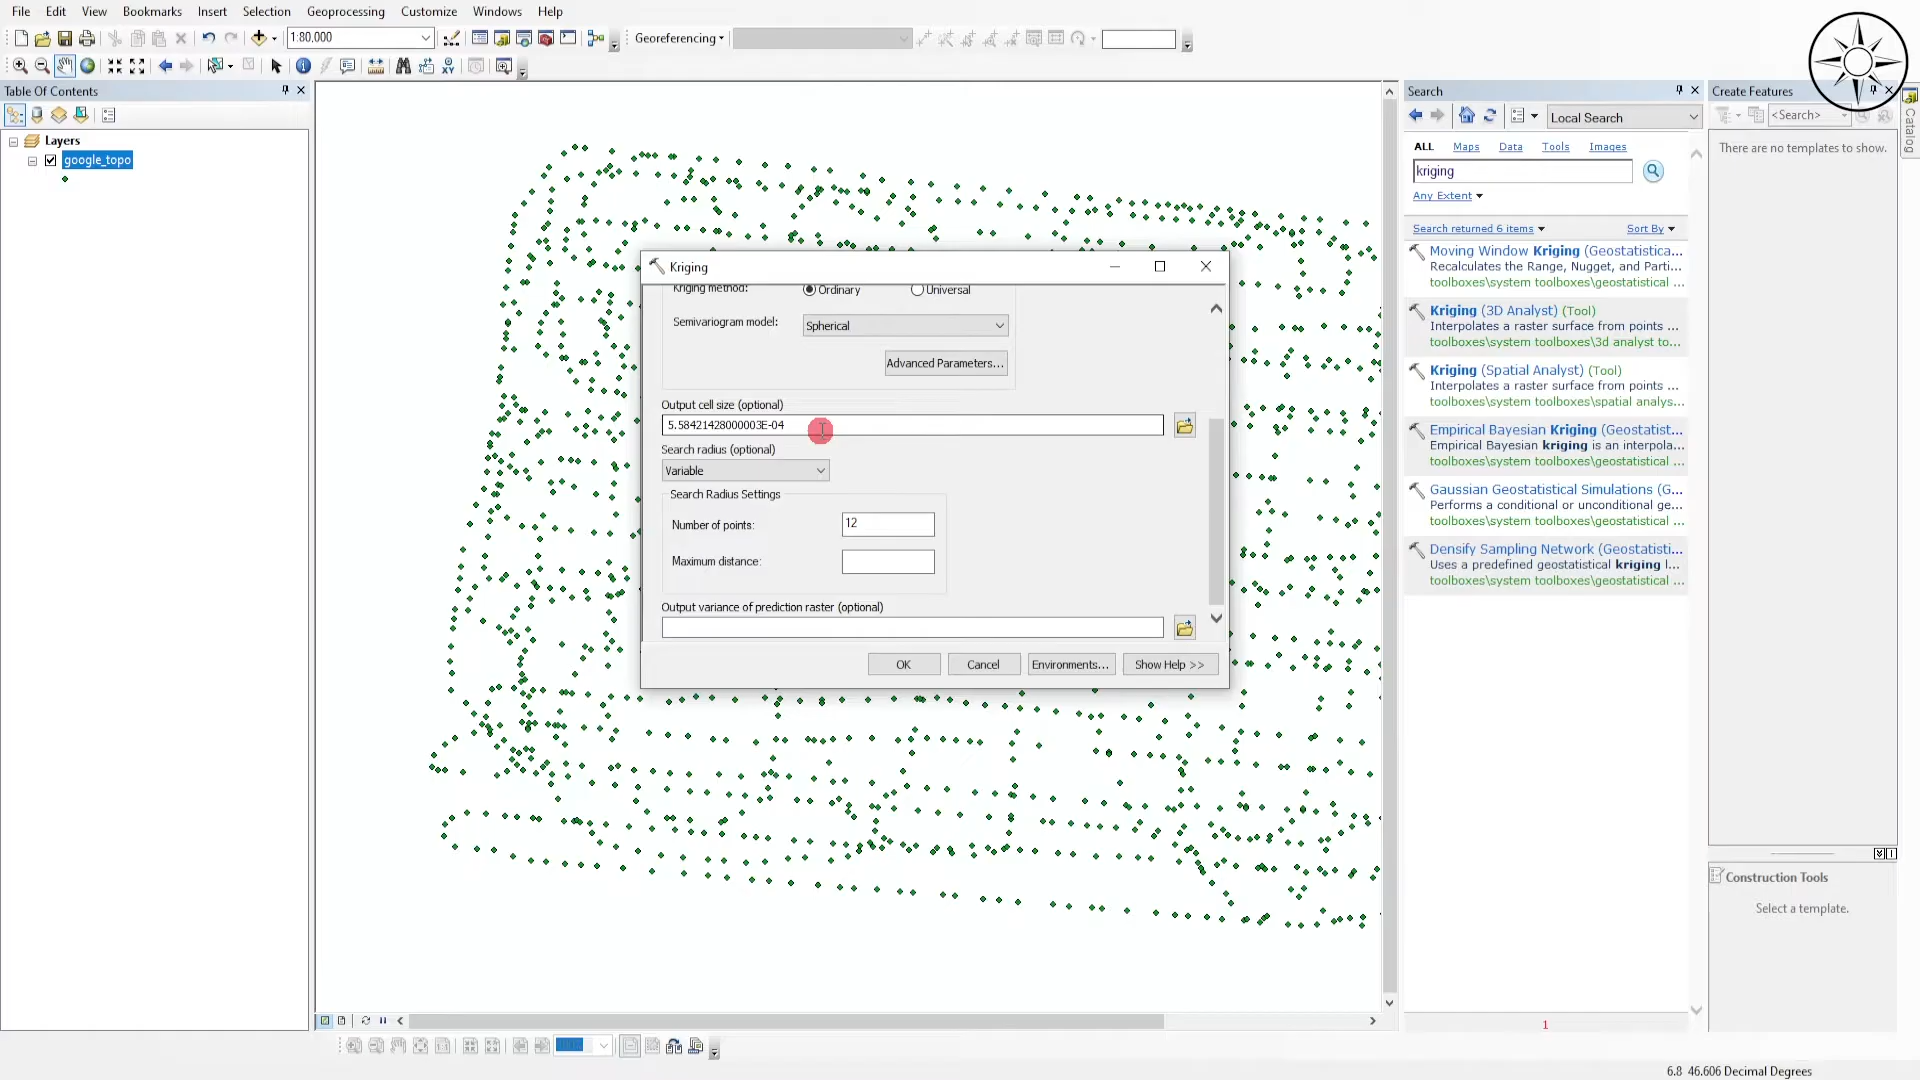 File Edit View Bookmarks Insert Selection Geoprocessing Customize Windows Help
1:80,000
Georeferencing
Table Of Contents
Layers
google_topo
Kriging
Kriging method: Ordinary Universal
Semivariogram model: Spherical
Advanced Parameters...
Output cell size (optional)
5.58421428000003E-04
Search radius (optional)
Variable
Search Radius Settings
Number of points: 12
Maximum distance:
Output variance of prediction raster (optional)
OK Cancel Environments... Show Help >>
Search
Local Search
ALL Maps Data Tools Images
kriging
Any Extent
Search returned 6 items Sort By
Moving Window Kriging (Geostatistica...
Recalculates the Range, Nugget, and Parti...
toolboxes\system toolboxes\geostatistical ...
Kriging (3D Analyst) (Tool)
Interpolates a raster surface from points ...
toolboxes\system toolboxes\3d analyst to...
Kriging (Spatial Analyst) (Tool)
Interpolates a raster surface from points ...
toolboxes\system toolboxes\spatial analys...
Empirical Bayesian Kriging (Geostatist...
Empirical Bayesian kriging is an interpola...
toolboxes\system toolboxes\geostatistical ...
Gaussian Geostatistical Simulations (G...
Performs a conditional or unconditional ge...
toolboxes\system toolboxes\geostatistical ...
Densify Sampling Network (Geostatisti...
Uses a predefined geostatistical kriging l...
toolboxes\system toolboxes\geostatistical ...
1
Create Features
<Search>
There are no templates to show.
Catalog
Construction Tools
Select a template.
6.8 46.606 Decimal Degrees